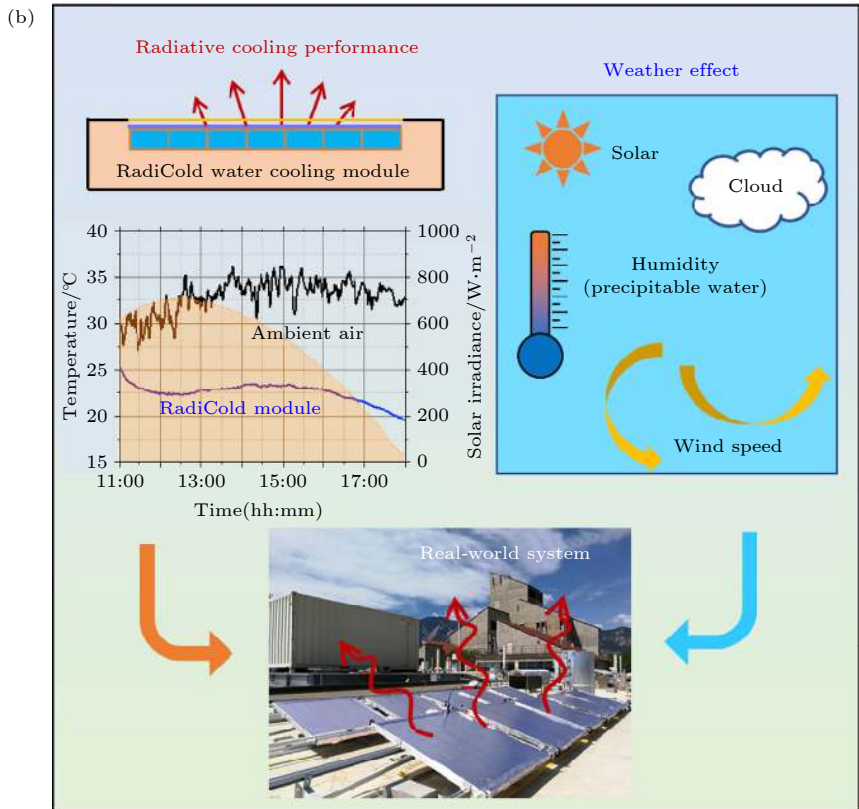 (b)
Radiative cooling performance
RadiCold water cooling module
Weather effect
Solar
Cloud
Humidity
(precipitable water)
Wind speed
40
35
30
25
20
15
Temperature/℃
1000
800
600
400
200
0
Solar irradiance/W·m⁻²
Ambient air
RadiCold module
11:00 13:00 15:00 17:00
Time(hh:mm)
Real-world system